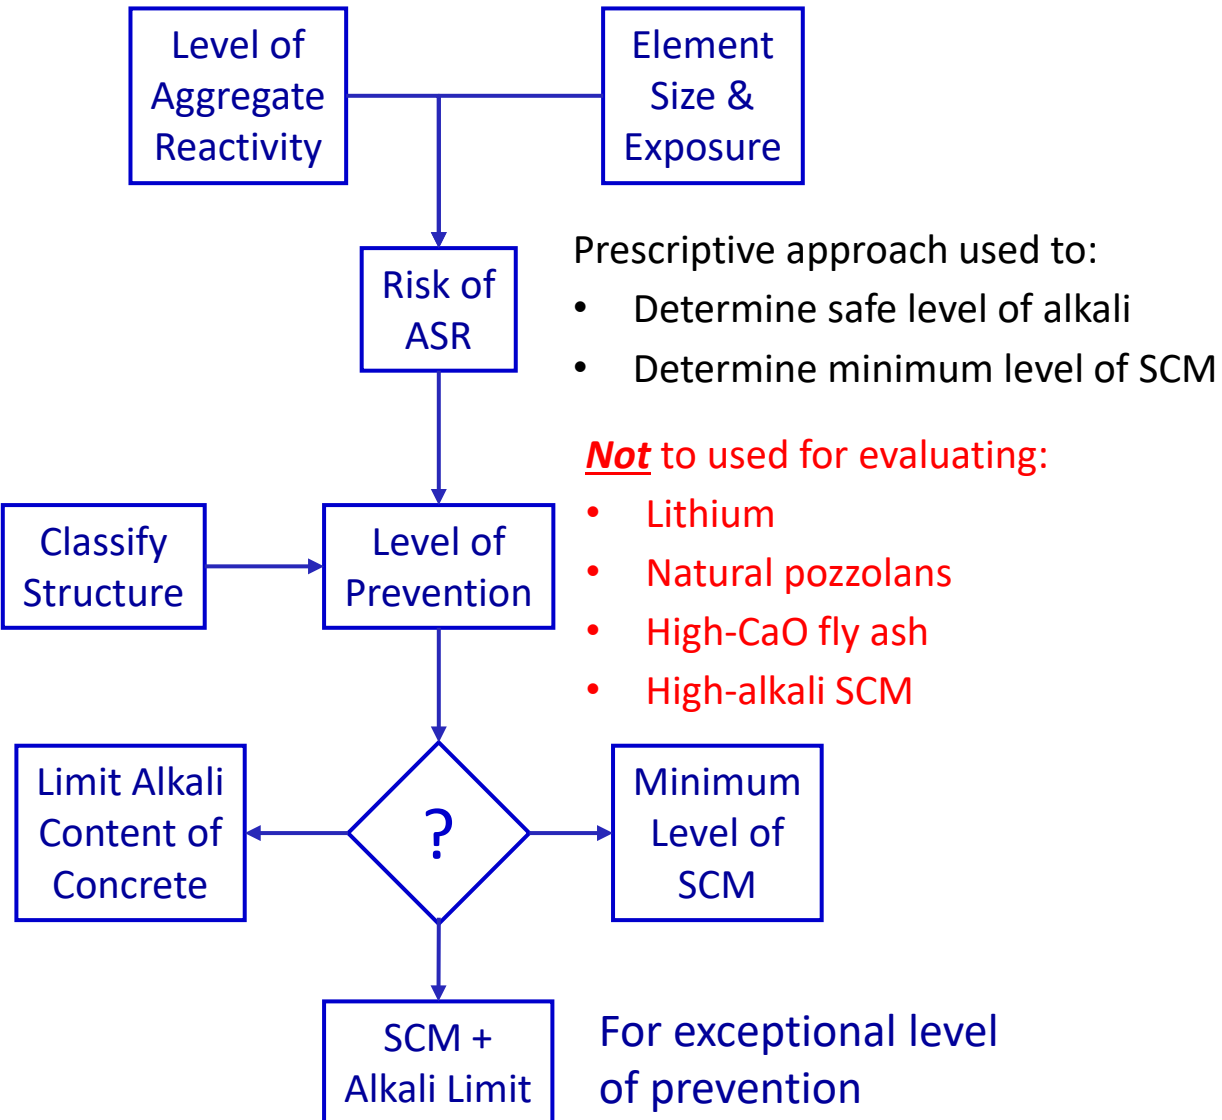 Level of
Aggregate
Reactivity
Element
Size &
Exposure
Risk of
ASR
Prescriptive approach used to:
• Determine safe level of alkali
• Determine minimum level of SCM
Not to used for evaluating:
• Lithium
• Natural pozzolans
• High-CaO fly ash
• High-alkali SCM
Classify
Structure
Level of
Prevention
Limit Alkali
Content of
Concrete
?
Minimum
Level of
SCM
SCM +
Alkali Limit
For exceptional level
of prevention